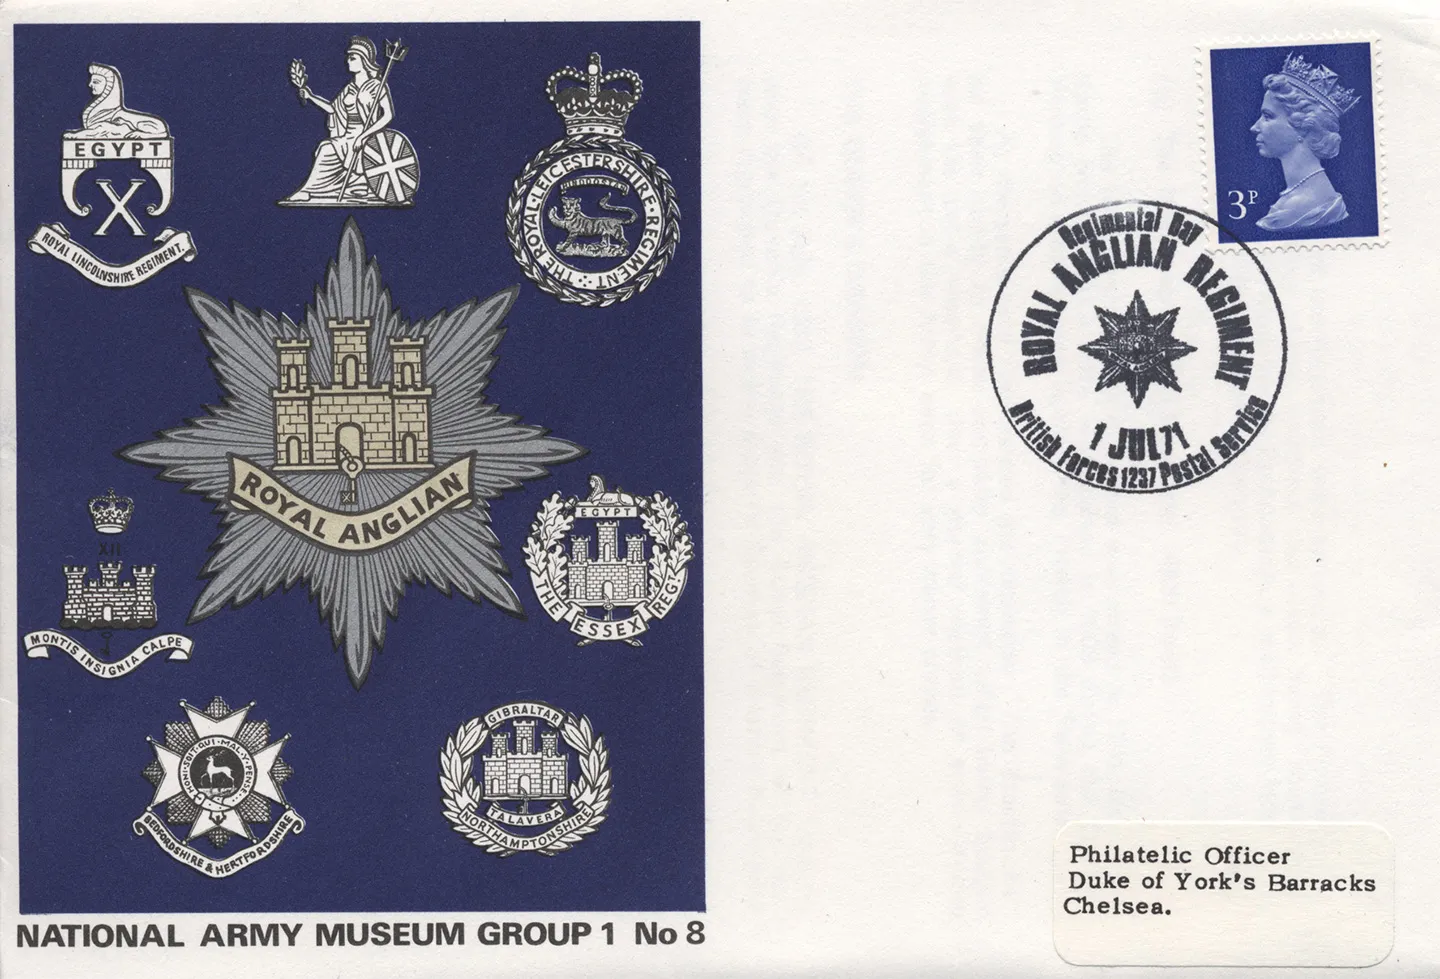 EGYPT
X
ROYAL LINCOLNSHIRE REGIMENT.
THE ROYAL LEICESTERSHIRE REGIMENT
HINDOOSTAN
ROYAL ANGLIAN
XI
XII
MONTIS INSIGNIA CALPE
EGYPT
THE ESSEX REGT
HONI·SOIT·QUI·MAL·Y·PENSE
BEDFORDSHIRE & HERTFORDSHIRE
GIBRALTAR
TALAVERA
NORTHAMPTONSHIRE
NATIONAL ARMY MUSEUM GROUP 1 No 8
3P
Regimental Day
ROYAL ANGLIAN REGIMENT
1 JUL 71
British Forces 1237 Postal Service
Philatelic Officer
Duke of York's Barracks
Chelsea.